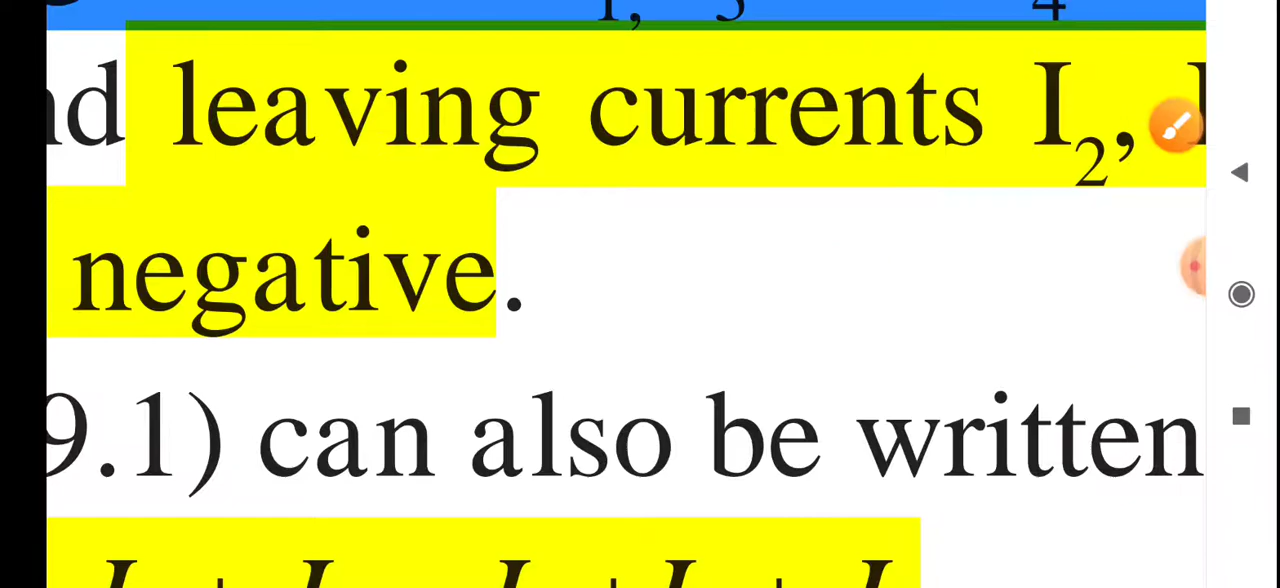 leaving currents I₂,
negative.
9.1) can also be written